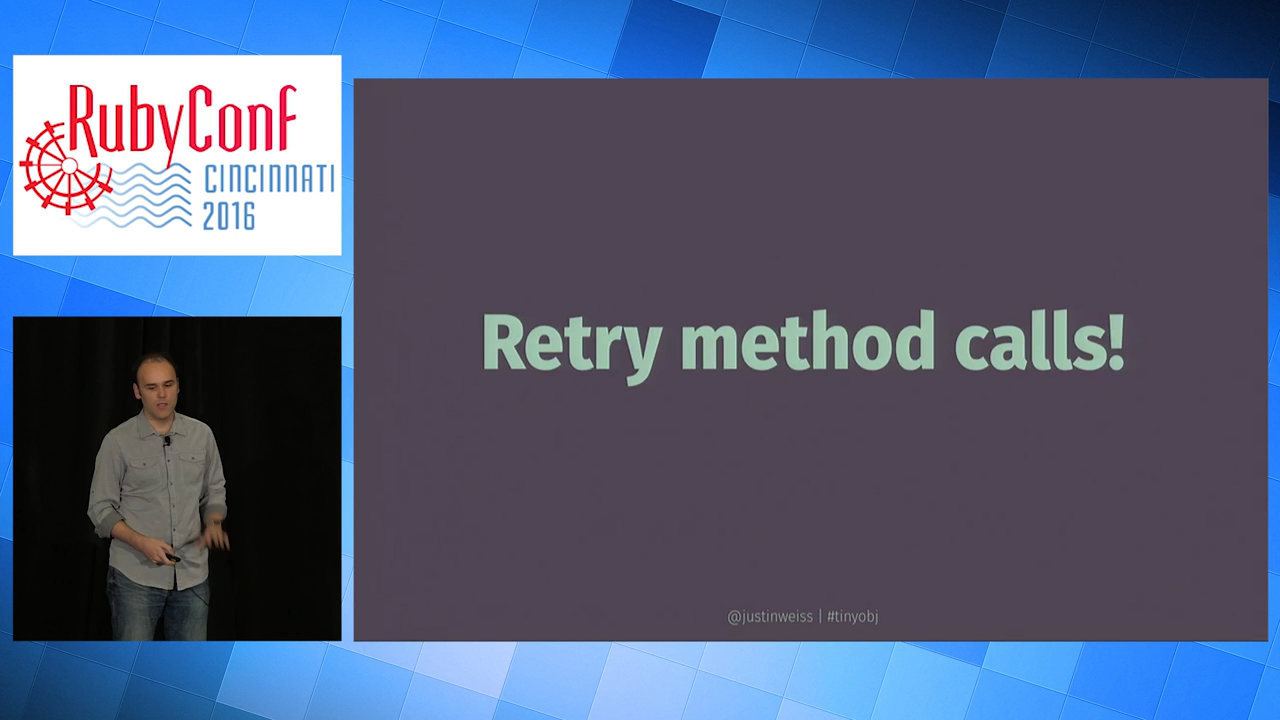 RubyConf
CINCINNATI
2016
Retry method calls!
@justinweiss | #tinyobj